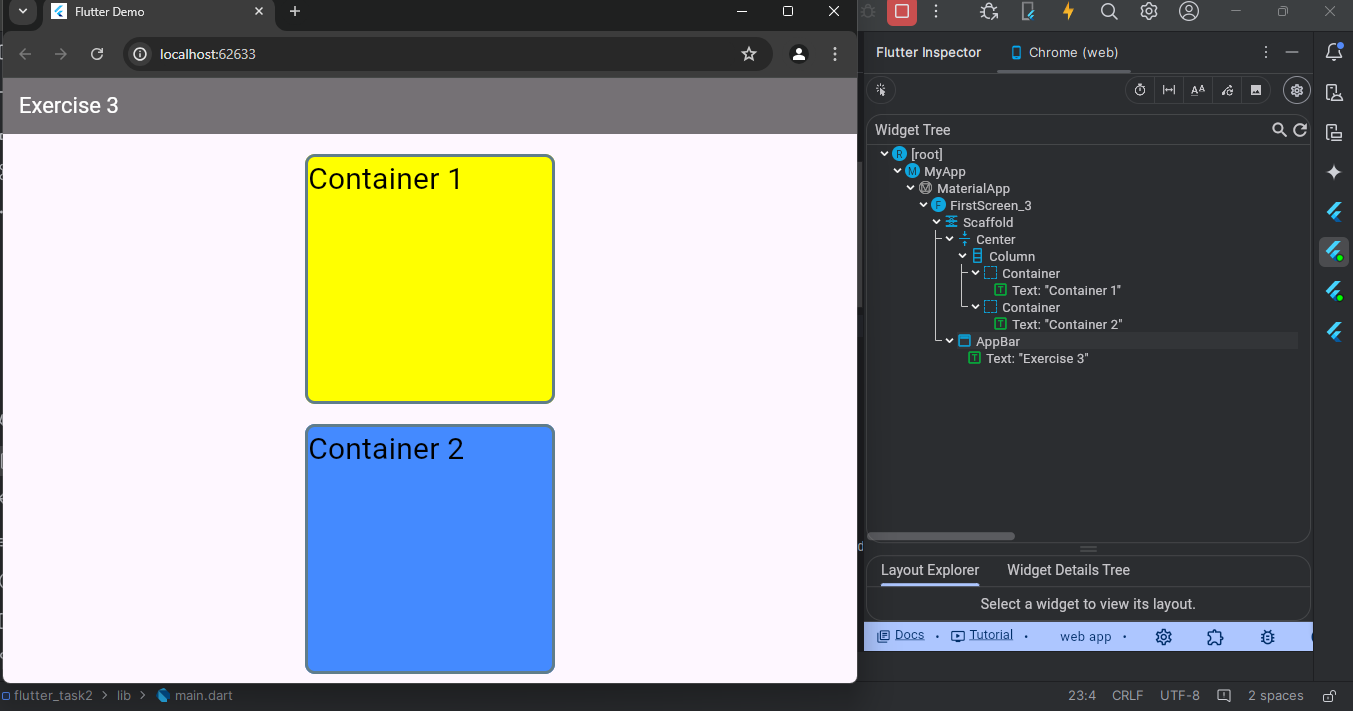 Flutter Demo
localhost:62633
Exercise 3
Container 1
Container 2
Flutter Inspector
Chrome (web)
Widget Tree
[root]
MyApp
MaterialApp
FirstScreen_3
Scaffold
Center
Column
Container
Text: "Container 1"
Container
Text: "Container 2"
AppBar
Text: "Exercise 3"
Layout Explorer
Widget Details Tree
Select a widget to view its layout.
Docs • Tutorial • web app •
flutter_task2 > lib > main.dart
23:4 CRLF UTF-8 2 spaces